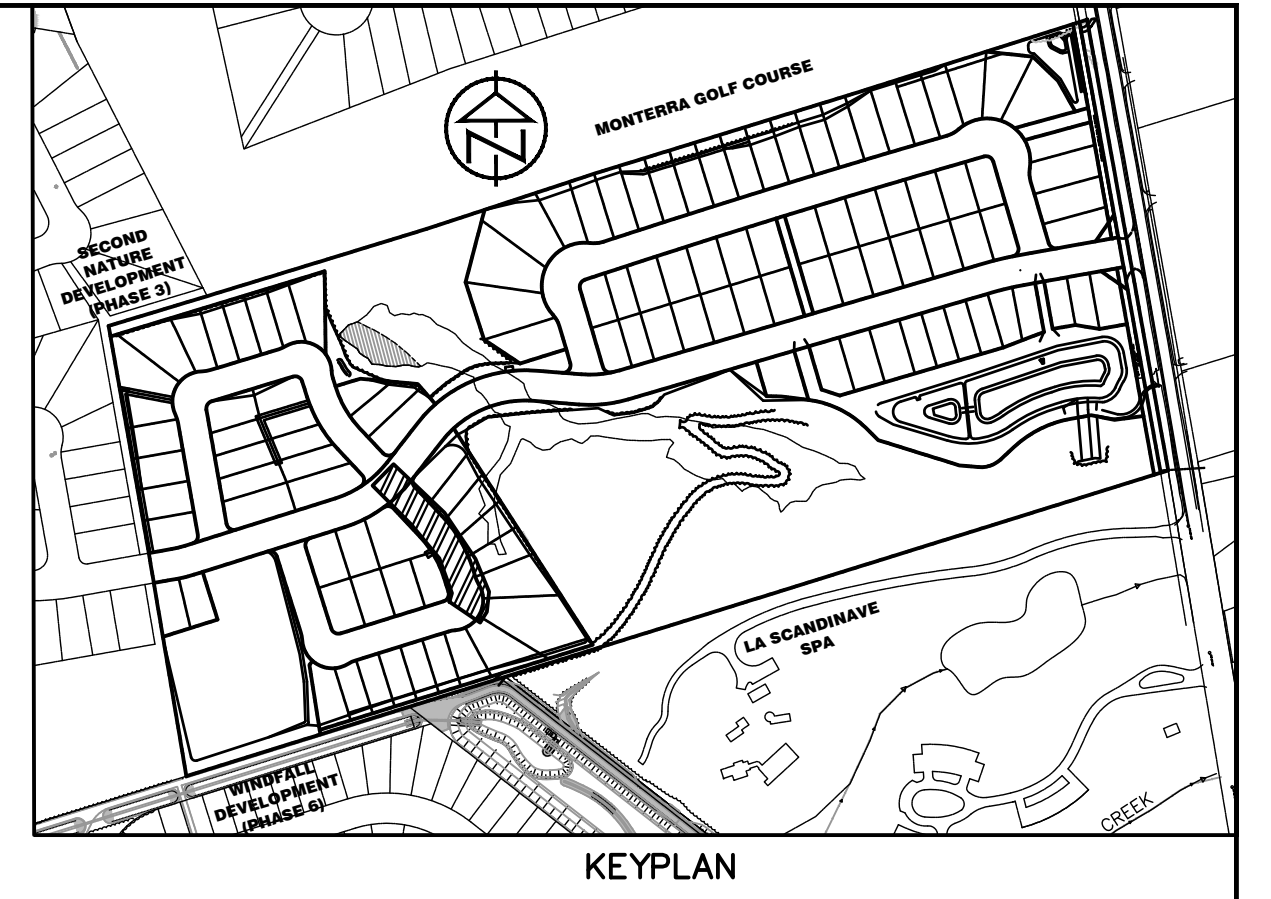 MONTERRA GOLF COURSE
SECOND
NATURE
DEVELOPMENT
(PHASE 3)
LA SCANDINAVE
SPA
WINDFALL
DEVELOPMENT
(PHASE 6)
CREEK
KEYPLAN